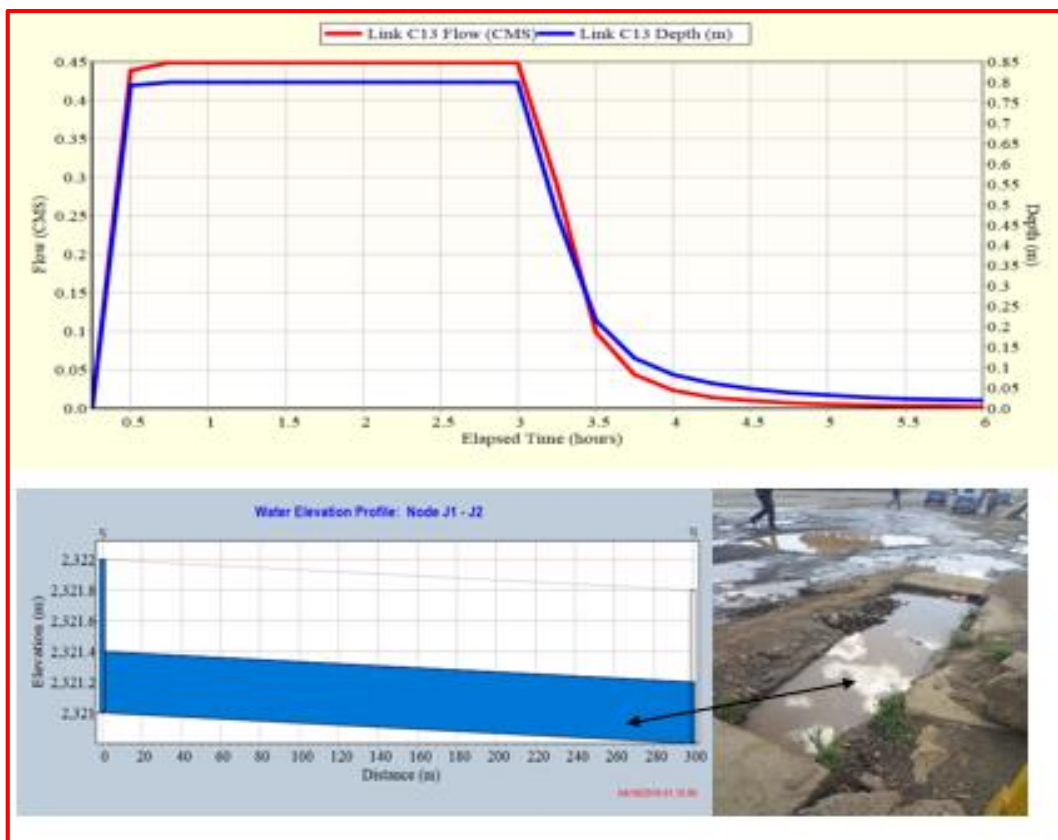 Link C13 Flow (CMS) Link C13 Depth (m)
0.45 0.85
0.4 0.8
0.35 0.75
0.3 0.7
0.25 0.65
0.2 0.6
0.15 0.55
0.1 0.5
0.05 0.45
0.0 0.4
0.35
0.3
0.25
0.2
0.15
0.1
0.05
0.0
Flow (CMS)
Depth (m)
0.5 1 1.5 2 2.5 3 3.5 4 4.5 5 5.5 6
Elapsed Time (hours)
Water Elevation Profile: Node J1 - J2
2,322
2,321.8
2,321.6
2,321.4
2,321.2
2,321
Elevation (m)
0 20 40 60 80 100 120 140 160 180 200 220 240 260 280 300
Distance (m)